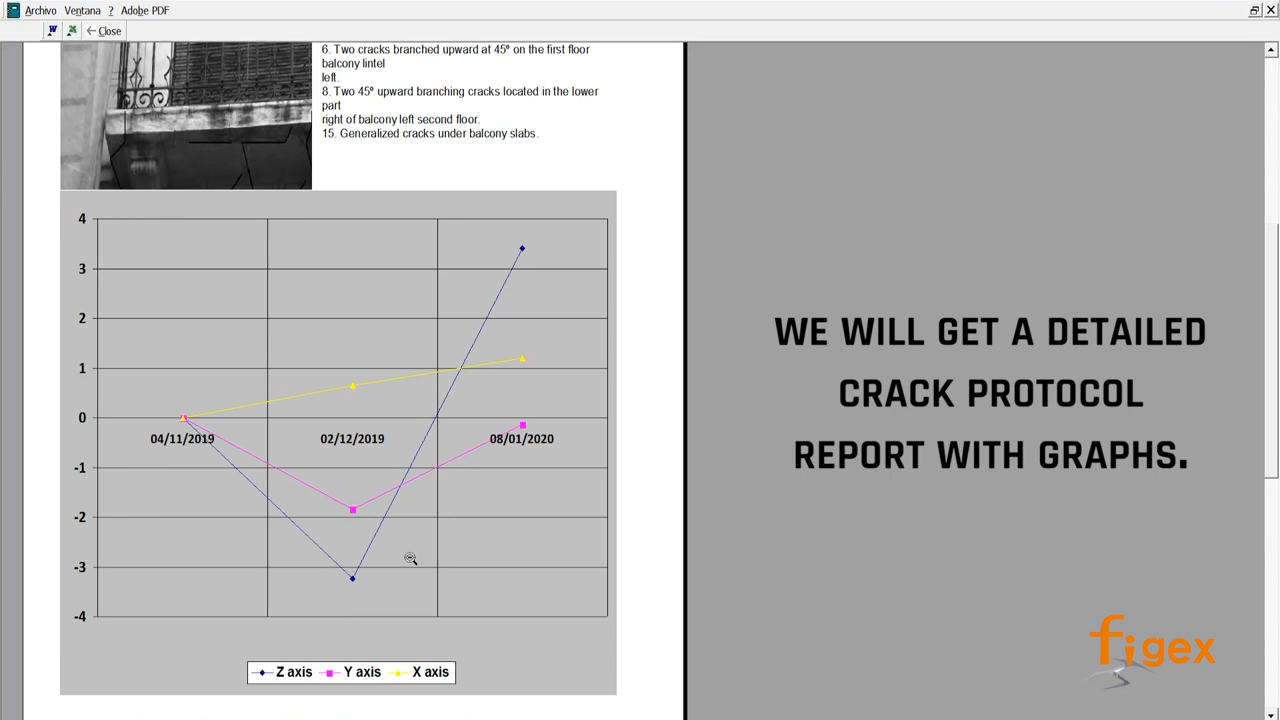 Archivo Ventana ? Adobe PDF
Close
6. Two cracks branched upward at 45º on the first floor
balcony lintel
left.
8. Two 45º upward branching cracks located in the lower
part
right of balcony left second floor.
15. Generalized cracks under balcony slabs.
4
3
2
1
0
-1
-2
-3
-4
04/11/2019 02/12/2019 08/01/2020
Z axis Y axis X axis
WE WILL GET A DETAILED
CRACK PROTOCOL
REPORT WITH GRAPHS.
figex